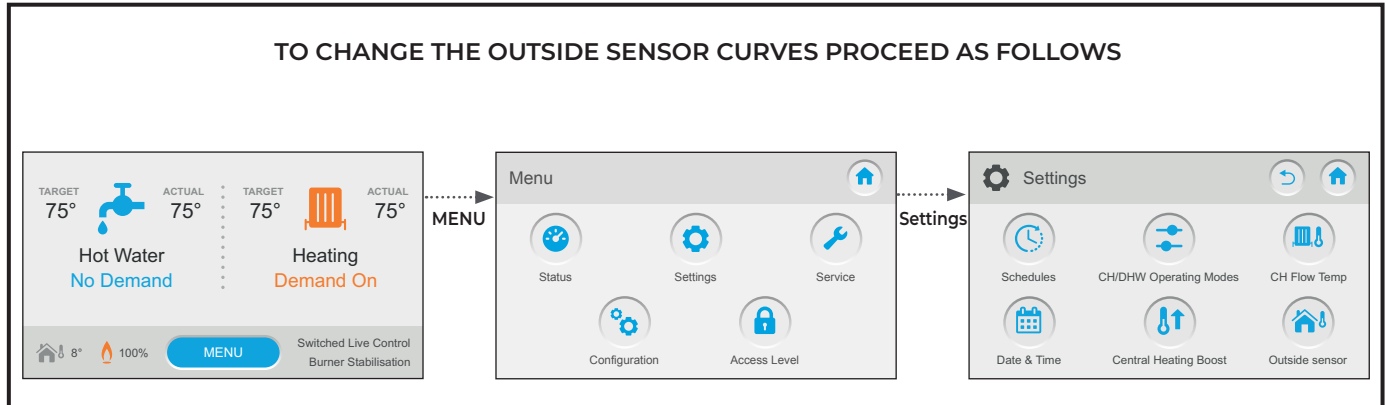 TO CHANGE THE OUTSIDE SENSOR CURVES PROCEED AS FOLLOWS
TARGET
75°
ACTUAL
75°
Hot Water
No Demand
TARGET
75°
ACTUAL
75°
Heating
Demand On
8°
100%
MENU
Switched Live Control
Burner Stabilisation
MENU
Menu
Status
Settings
Service
Configuration
Access Level
Settings
Settings
Schedules
CH/DHW Operating Modes
CH Flow Temp
Date & Time
Central Heating Boost
Outside sensor